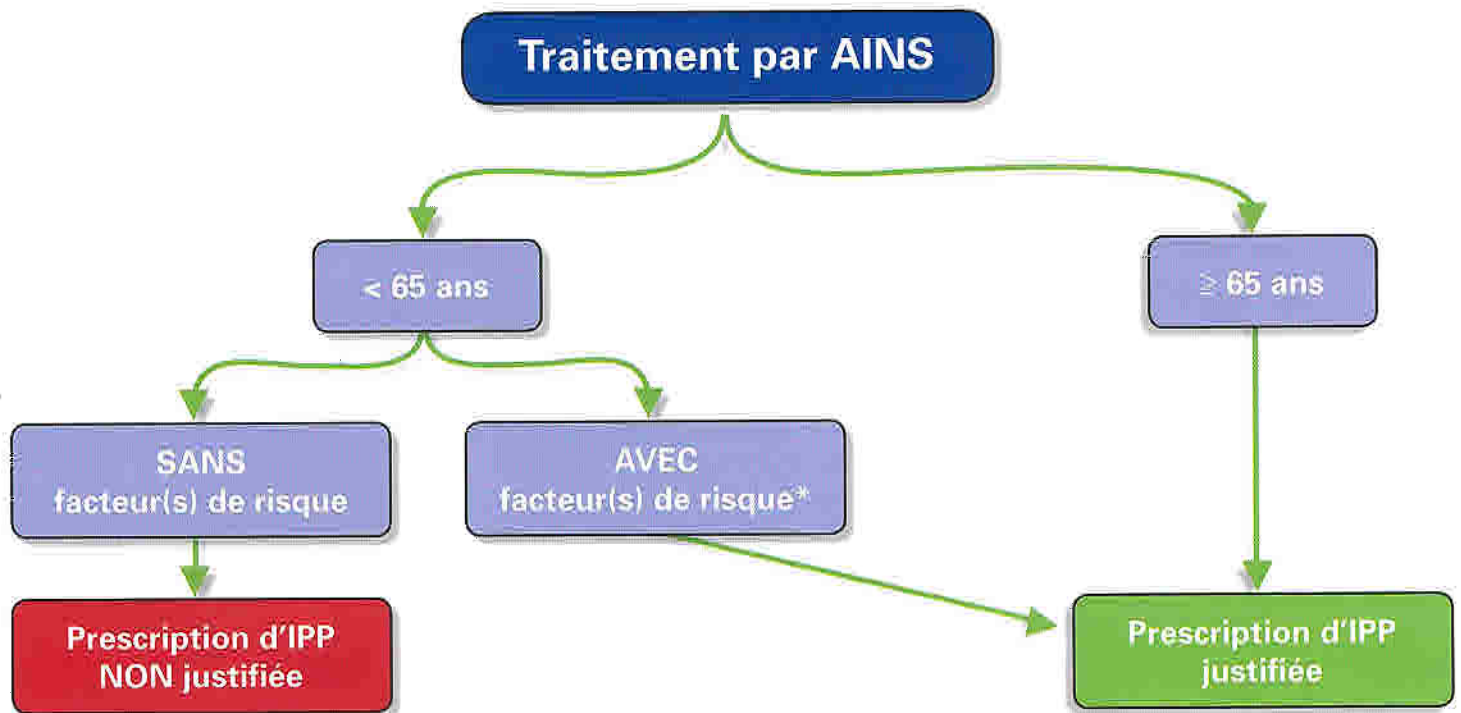 Traitement par AINS
< 65 ans
≥ 65 ans
SANS
facteur(s) de risque
AVEC
facteur(s) de risque*
Prescription d'IPP
NON justifiée
Prescription d'IPP
justifiée